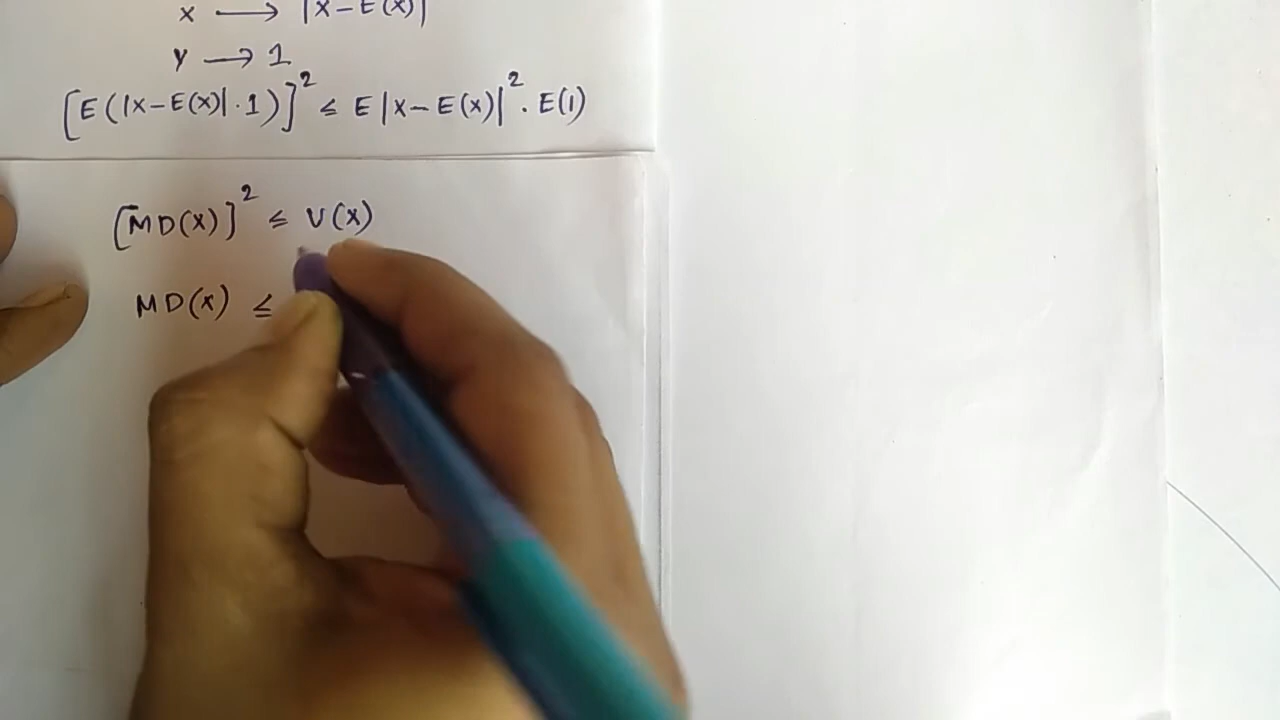 x ⟶ |x-E(x)|
y ⟶ 1
[E(|x-E(x)|·1)]² ≤ E|x-E(x)|²·E(1)
[MD(x)]² ≤ V(x)
MD(x) ≤